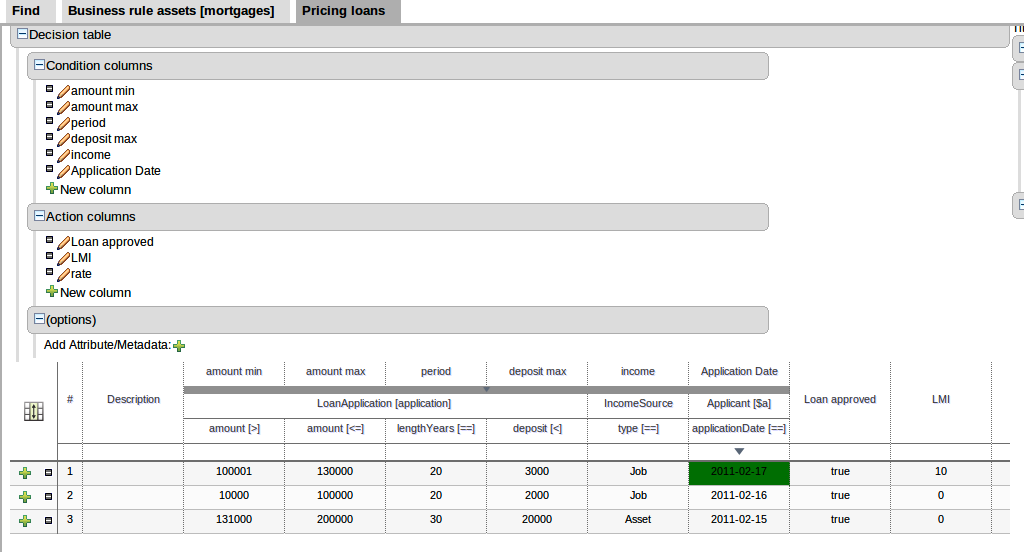 Find Business rule assets [mortgages] Pricing loans
Decision table
Condition columns
amount min
amount max
period
deposit max
income
Application Date
New column
Action columns
Loan approved
LMI
rate
New column
(options)
Add Attribute/Metadata:
amount min amount max period deposit max income Application Date
# Description Loan approved LMI
LoanApplication [application] IncomeSource Applicant [$a]
amount [>] amount [<=] lengthYears [==] deposit [<] type [==] applicationDate [==]
1 100001 130000 20 3000 Job 2011-02-17 true 10
2 10000 100000 20 2000 Job 2011-02-16 true 0
3 131000 200000 30 20000 Asset 2011-02-15 true 0